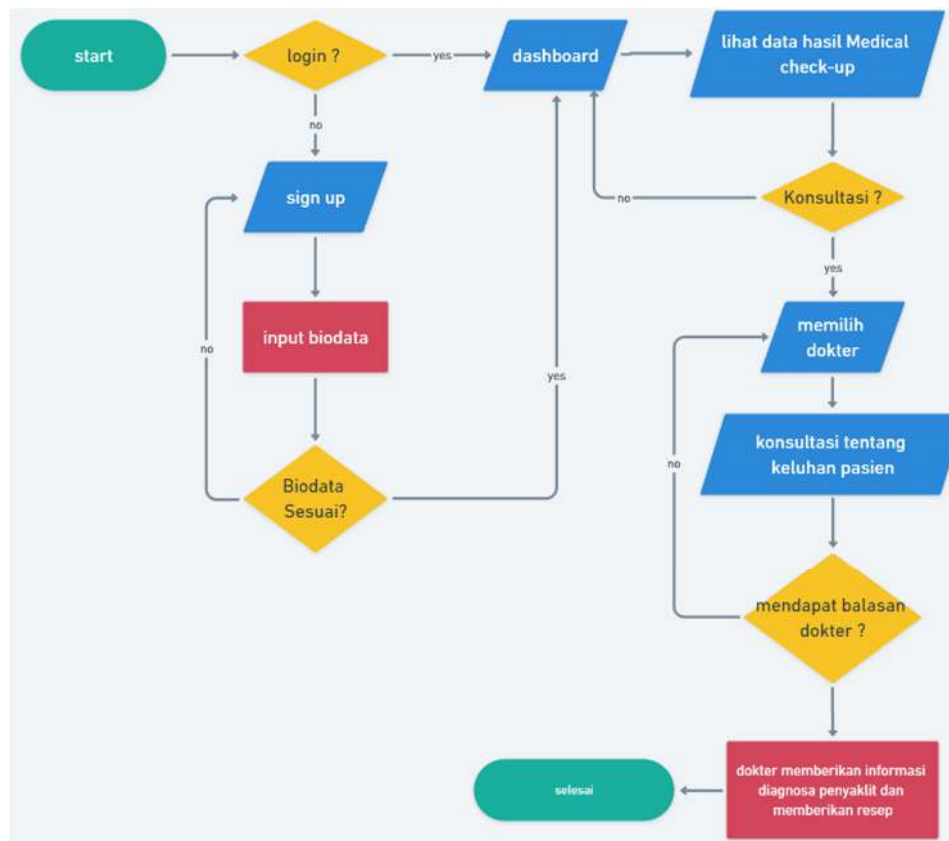 start
login ?
yes
dashboard
lihat data hasil Medical
check-up
no
sign up
no
Konsultasi ?
yes
input biodata
no
yes
memilih
dokter
konsultasi tentang
keluhan pasien
no
Biodata
Sesuai?
mendapat balasan
dokter ?
dokter memberikan informasi
diagnosa penyaklit dan
memberikan resep
selesai